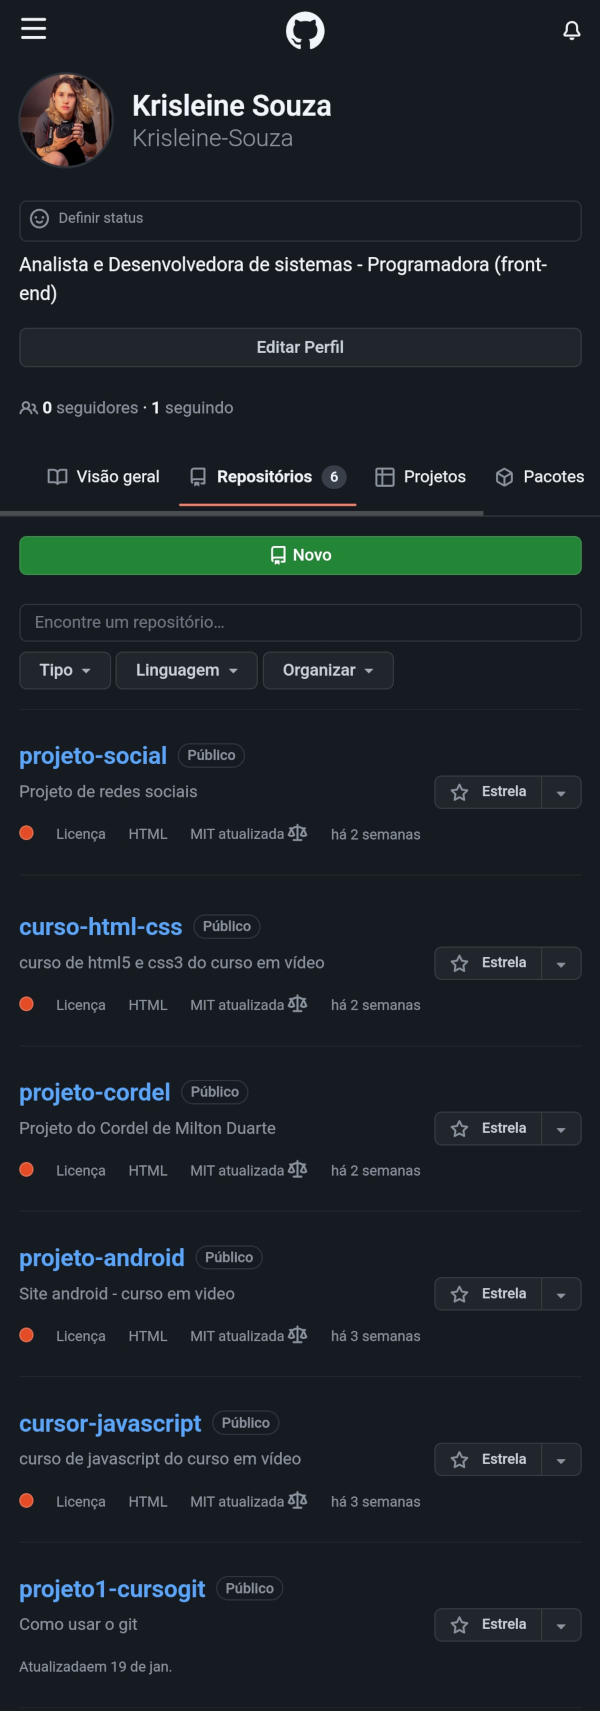 Krisleine Souza
Krisleine-Souza
Definir status
Analista e Desenvolvedora de sistemas - Programadora (front-
end)
Editar Perfil
0 seguidores · 1 seguindo
Visão geral Repositórios 6 Projetos Pacotes
Novo
Encontre um repositório...
Tipo Linguagem Organizar
projeto-social Público
Projeto de redes sociais Estrela
Licença HTML MIT atualizada há 2 semanas
curso-html-css Público
curso de html5 e css3 do curso em vídeo Estrela
Licença HTML MIT atualizada há 2 semanas
projeto-cordel Público
Projeto do Cordel de Milton Duarte Estrela
Licença HTML MIT atualizada há 2 semanas
projeto-android Público
Site android - curso em video Estrela
Licença HTML MIT atualizada há 3 semanas
cursor-javascript Público
curso de javascript do curso em vídeo Estrela
Licença HTML MIT atualizada há 3 semanas
projeto1-cursogit Público
Como usar o git Estrela
Atualizadaem 19 de jan.